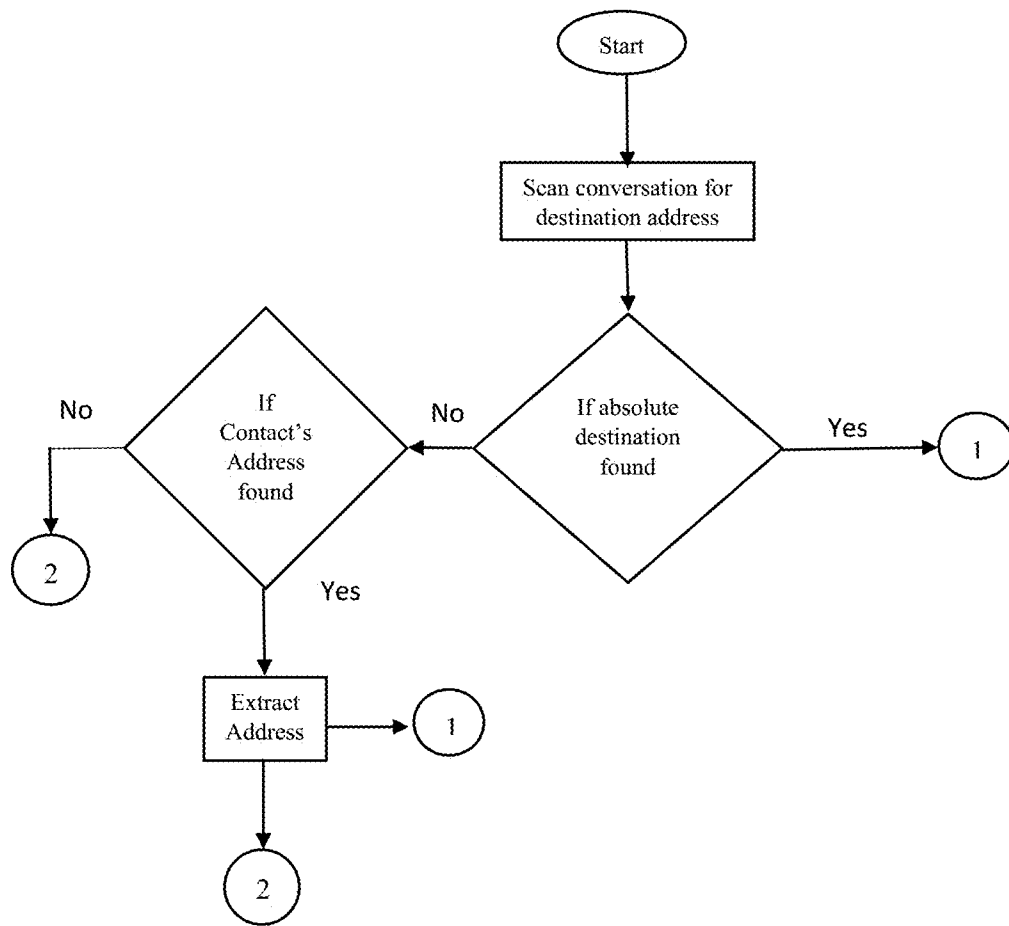 Start
Scan conversation for
destination address
If absolute
destination
found
Yes
1
No
If
Contact's
Address
found
No
2
Yes
Extract
Address
1
2